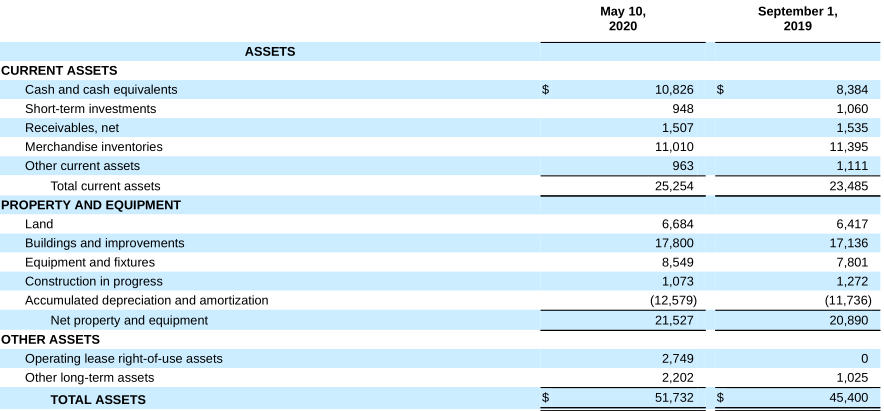 May 10, September 1,
2020 2019
ASSETS
CURRENT ASSETS
Cash and cash equivalents $ 10,826 $ 8,384
Short-term investments 948 1,060
Receivables, net 1,507 1,535
Merchandise inventories 11,010 11,395
Other current assets 963 1,111
Total current assets 25,254 23,485
PROPERTY AND EQUIPMENT
Land 6,684 6,417
Buildings and improvements 17,800 17,136
Equipment and fixtures 8,549 7,801
Construction in progress 1,073 1,272
Accumulated depreciation and amortization (12,579) (11,736)
Net property and equipment 21,527 20,890
OTHER ASSETS
Operating lease right-of-use assets 2,749 0
Other long-term assets 2,202 1,025
TOTAL ASSETS $ 51,732 $ 45,400